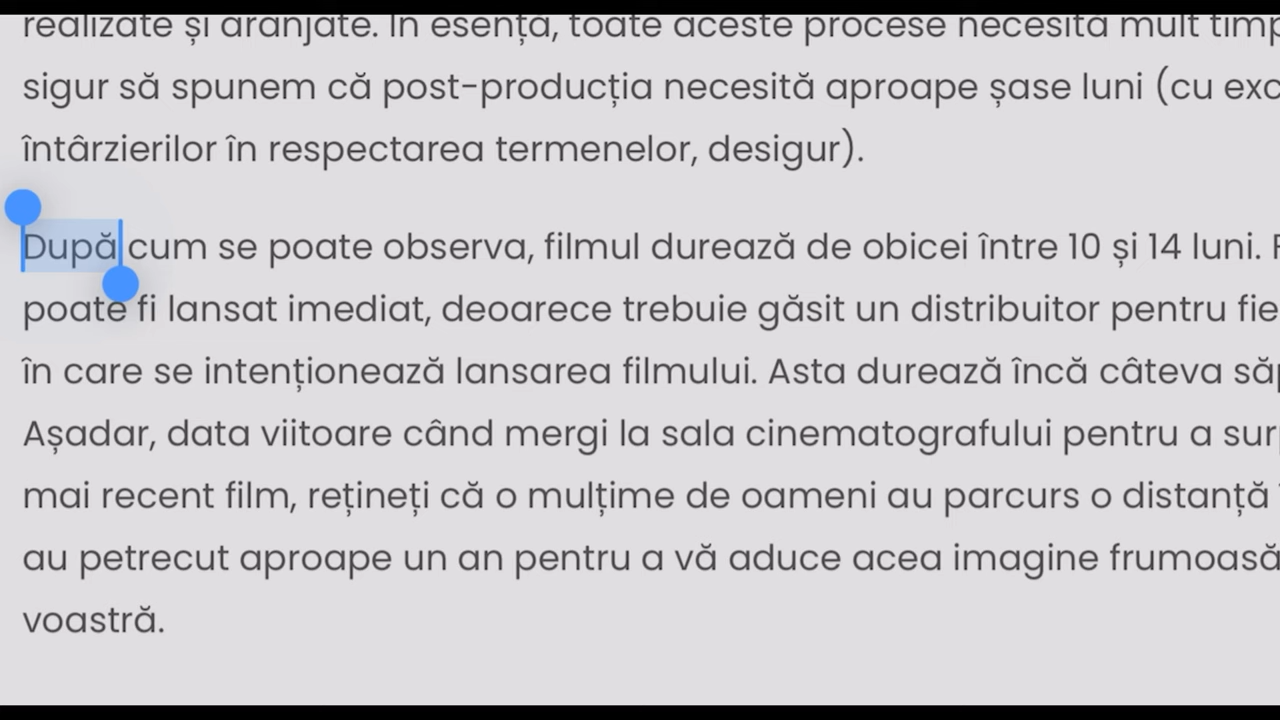 realizate și aranjate. În esență, toate aceste procese necesită mult timp
sigur să spunem că post-producția necesită aproape șase luni (cu exc
întârzierilor în respectarea termenelor, desigur).
După cum se poate observa, filmul durează de obicei între 10 și 14 luni.
poate fi lansat imediat, deoarece trebuie găsit un distribuitor pentru fie
în care se intenționează lansarea filmului. Asta durează încă câteva săp
Așadar, data viitoare când mergi la sala cinematografului pentru a sur
mai recent film, rețineți că o mulțime de oameni au parcurs o distanță
au petrecut aproape un an pentru a vă aduce acea imagine frumoasă
voastră.